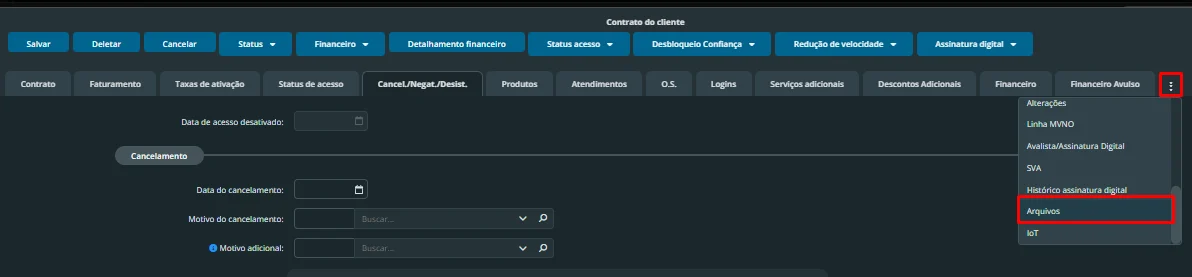 Contrato do cliente
Salvar Deletar Cancelar Status Financeiro Detalhamento financeiro Status acesso Desbloqueio Confiança Redução de velocidade Assinatura digital
Contrato Faturamento Taxas de ativação Status de acesso Cancel./Negat./Desist. Produtos Atendimentos O.S. Logins Serviços adicionais Descontos Adicionais Financeiro Financeiro Avulso
Alterações
Data de acesso desativado:
Linha MVNO
Avalista/Assinatura Digital
Cancelamento
SVA
Data do cancelamento:
Histórico assinatura digital
Motivo do cancelamento: Buscar...
Arquivos
IoT
Motivo adicional: Buscar...